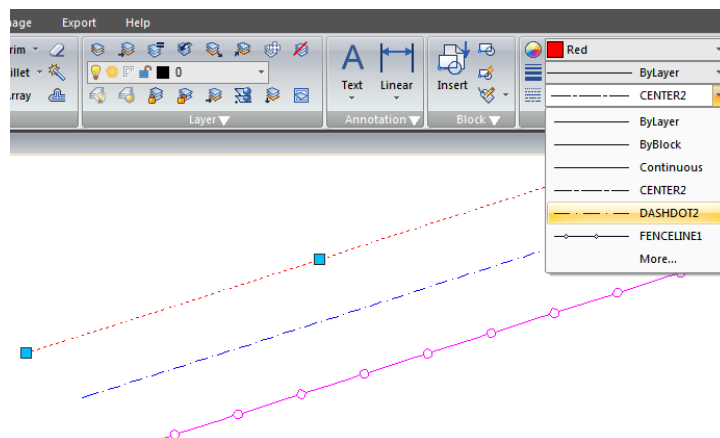 age Export Help
rim
Red
illet
0
ByLayer
rray
Text Linear
Insert
CENTER2
Layer
Annotation
Block
ByLayer
ByBlock
Continuous
CENTER2
DASHDOT2
FENCELINE1
More...